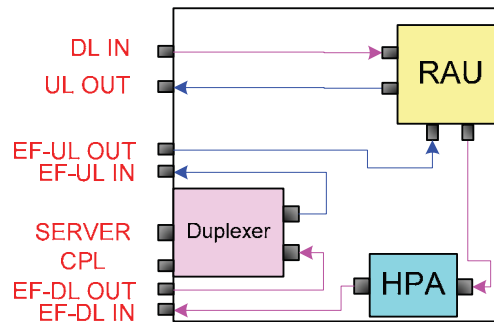 DL IN
UL OUT
RAU
EF-UL OUT
EF-UL IN
SERVER
Duplexer
CPL
HPA
EF-DL OUT
EF-DL IN